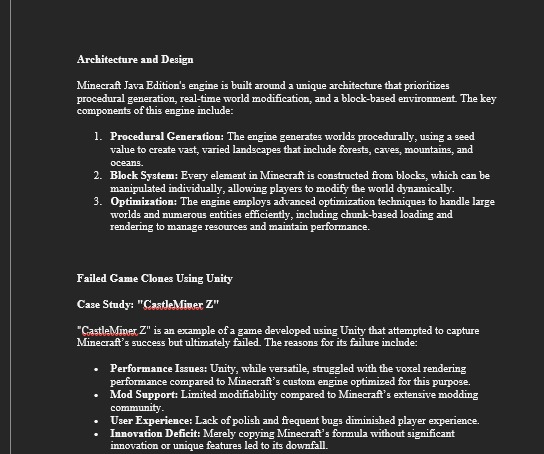 Architecture and Design
Minecraft Java Edition's engine is built around a unique architecture that prioritizes
procedural generation, real-time world modification, and a block-based environment. The key
components of this engine include:
1. Procedural Generation: The engine generates worlds procedurally, using a seed
value to create vast, varied landscapes that include forests, caves, mountains, and
oceans.
2. Block System: Every element in Minecraft is constructed from blocks, which can be
manipulated individually, allowing players to modify the world dynamically.
3. Optimization: The engine employs advanced optimization techniques to handle large
worlds and numerous entities efficiently, including chunk-based loading and
rendering to manage resources and maintain performance.
Failed Game Clones Using Unity
Case Study: "CastleMiner Z"
"CastleMiner Z" is an example of a game developed using Unity that attempted to capture
Minecraft’s success but ultimately failed. The reasons for its failure include:
• Performance Issues: Unity, while versatile, struggled with the voxel rendering
performance compared to Minecraft’s custom engine optimized for this purpose.
• Mod Support: Limited modifiability compared to Minecraft’s extensive modding
community.
• User Experience: Lack of polish and frequent bugs diminished player experience.
• Innovation Deficit: Merely copying Minecraft’s formula without significant
innovation or unique features led to its downfall.